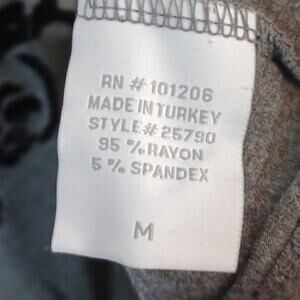 RN # 101206
MADE IN TURKEY
STYLE# 25790
95 % RAYON
5 % SPANDEX
M